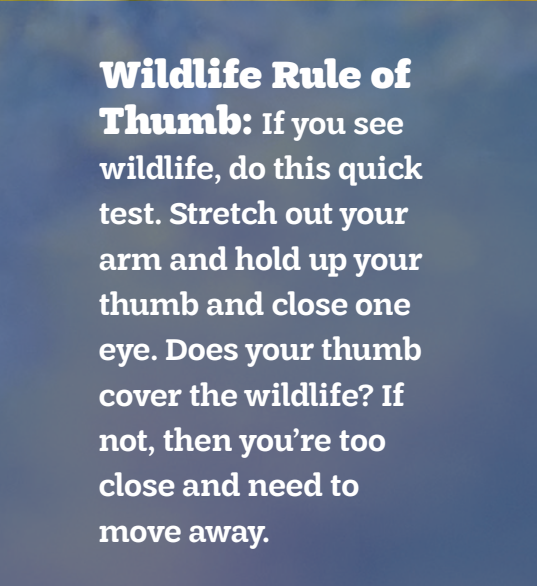 Wildlife Rule of
Thumb: If you see
wildlife, do this quick
test. Stretch out your
arm and hold up your
thumb and close one
eye. Does your thumb
cover the wildlife? If
not, then you’re too
close and need to
move away.